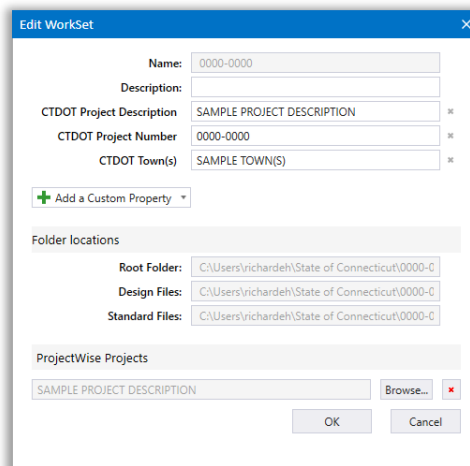 Edit WorkSet
Name: 0000-0000
Description:
CTDOT Project Description SAMPLE PROJECT DESCRIPTION
CTDOT Project Number 0000-0000
CTDOT Town(s) SAMPLE TOWN(S)
Add a Custom Property
Folder locations
Root Folder: C:\Users\richardeh\State of Connecticut\0000-0
Design Files: C:\Users\richardeh\State of Connecticut\0000-0
Standard Files: C:\Users\richardeh\State of Connecticut\0000-0
ProjectWise Projects
SAMPLE PROJECT DESCRIPTION Browse...
OK Cancel